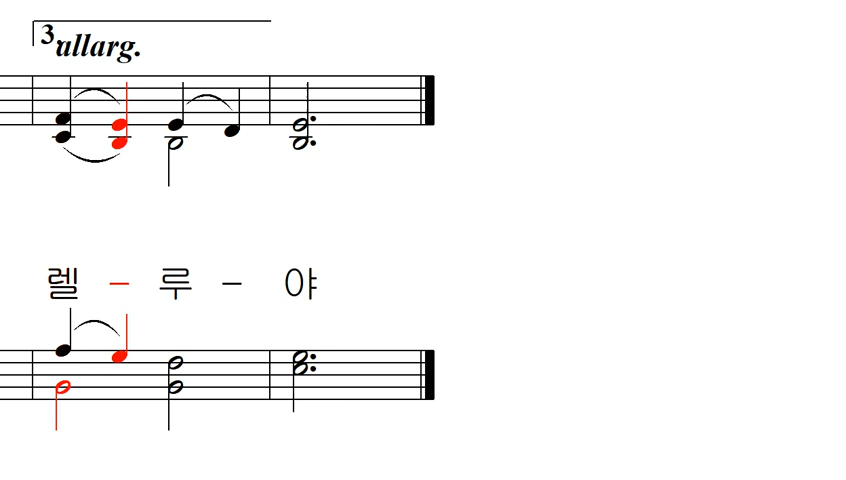 3.
allarg.
렐 - 루 - 야